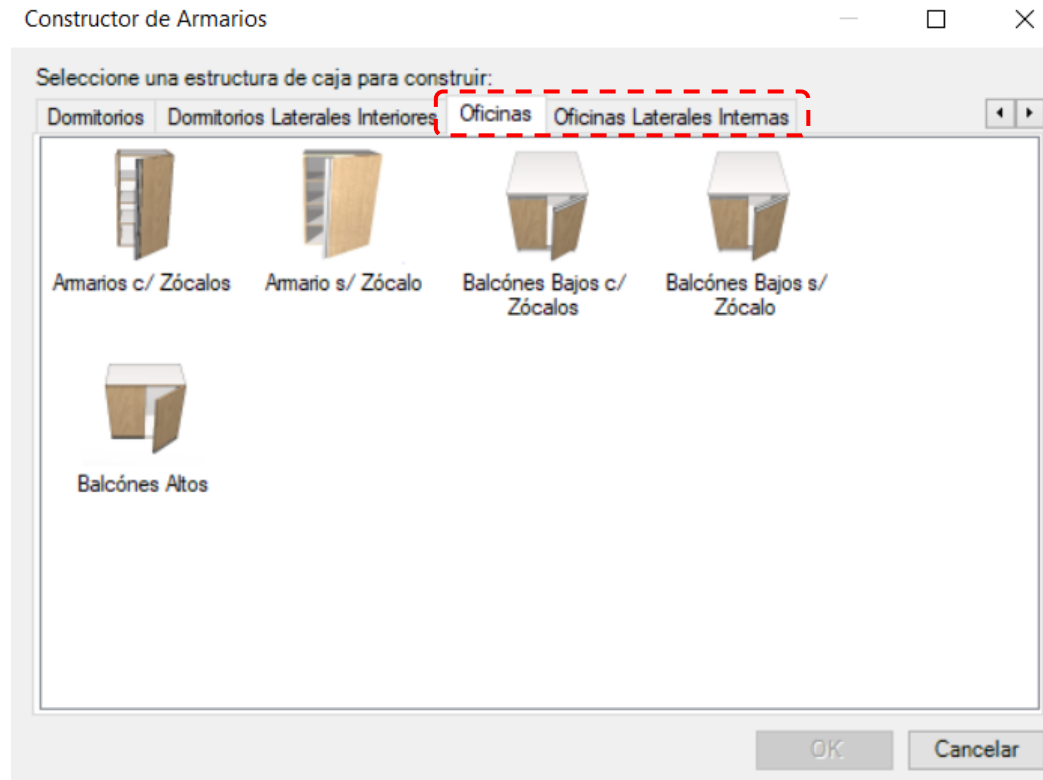 Constructor de Armarios
Seleccione una estructura de caja para construir:
Dormitorios Dormitorios Laterales Interiores Oficinas Oficinas Laterales Internas
Armarios c/ Zócalos Armario s/ Zócalo Balcónes Bajos c/ Balcónes Bajos s/
Zócalos Zócalo
Balcónes Altos
OK Cancelar